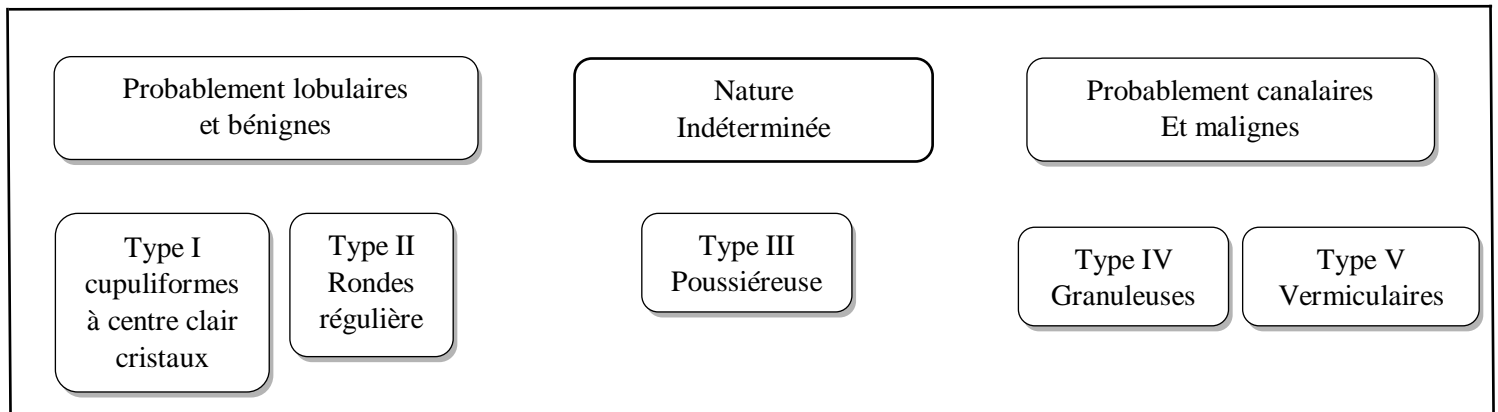 Probablement lobulaires
et bénignes
Nature
Indéterminée
Probablement canalaires
Et malignes
Type I
cupuliformes
à centre clair
cristaux
Type II
Rondes
régulière
Type III
Poussiéreuse
Type IV
Granuleuses
Type V
Vermiculaires